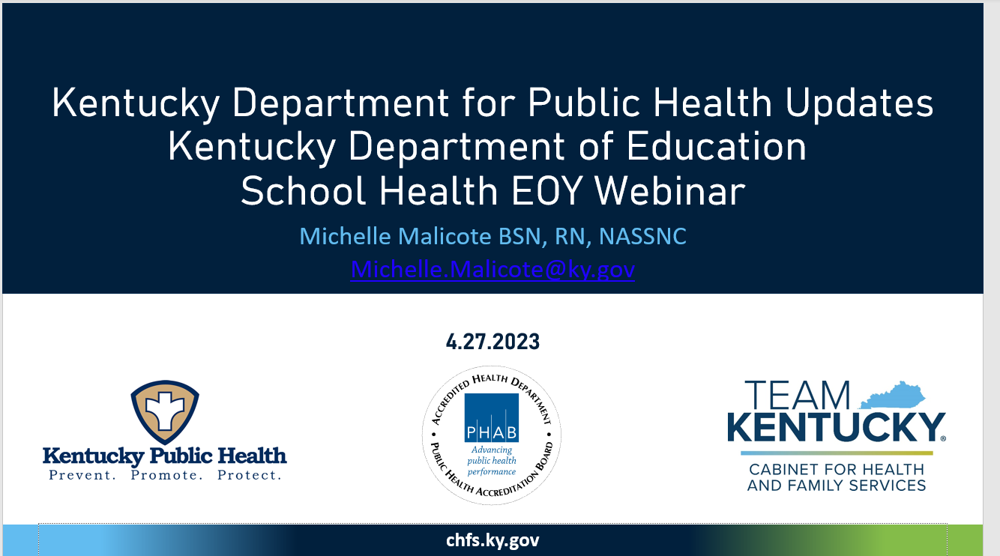 Kentucky Department for Public Health Updates
Kentucky Department of Education
School Health EOY Webinar
Michelle Malicote BSN, RN, NASSNC
Michelle.Malicote@ky.gov
4.27.2023
Kentucky Public Health
Prevent. Promote. Protect.
• ACCREDITED HEALTH DEPARTMENT •
PUBLIC HEALTH ACCREDITATION BOARD
PHAB
Advancing
public health
performance
TEAM
KENTUCKY®
CABINET FOR HEALTH
AND FAMILY SERVICES
chfs.ky.gov